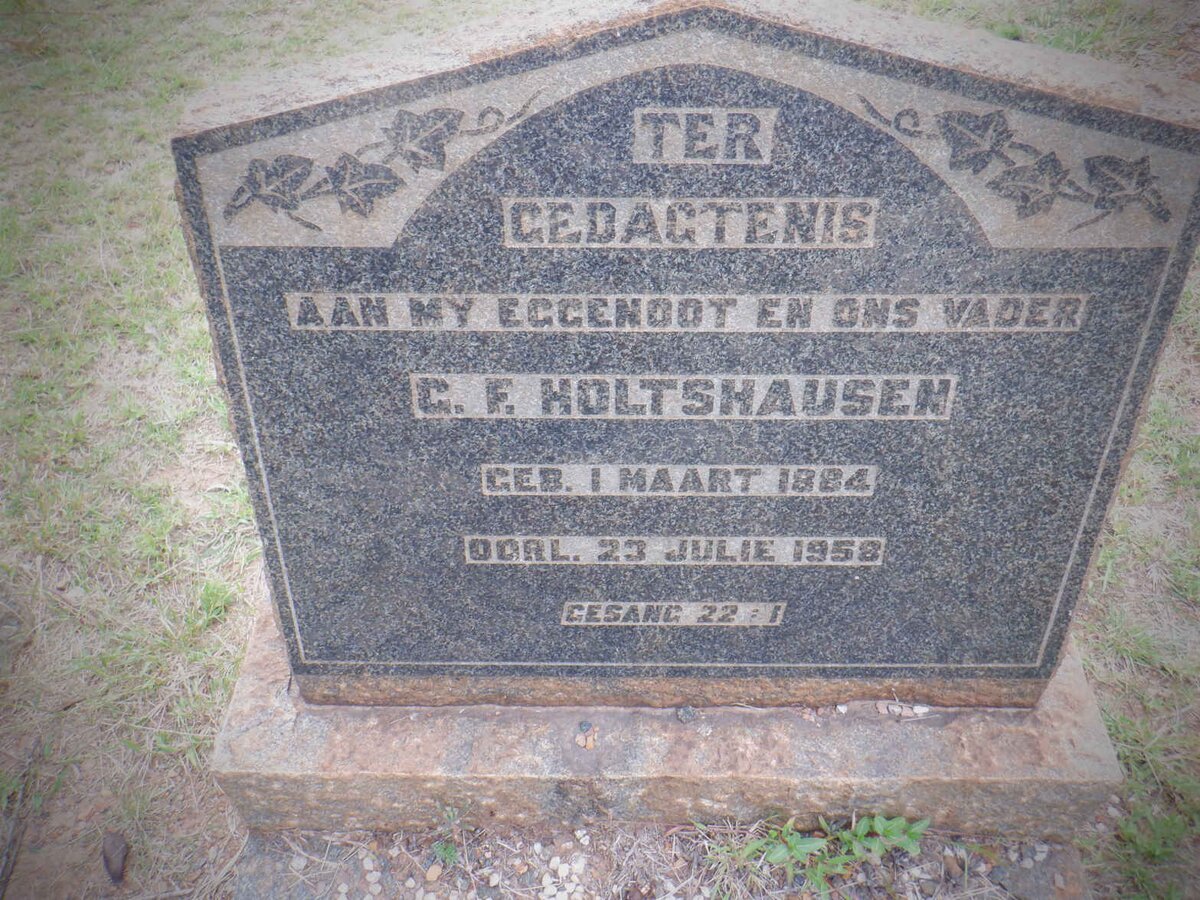 TER
GEDAGTENIS
AAN MY EGGENOOT EN ONS VADER
C. F. HOLTSHAUSEN
GEB. 1 MAART 1884
OORL. 23 JULIE 1958
GESANG 22 : 1